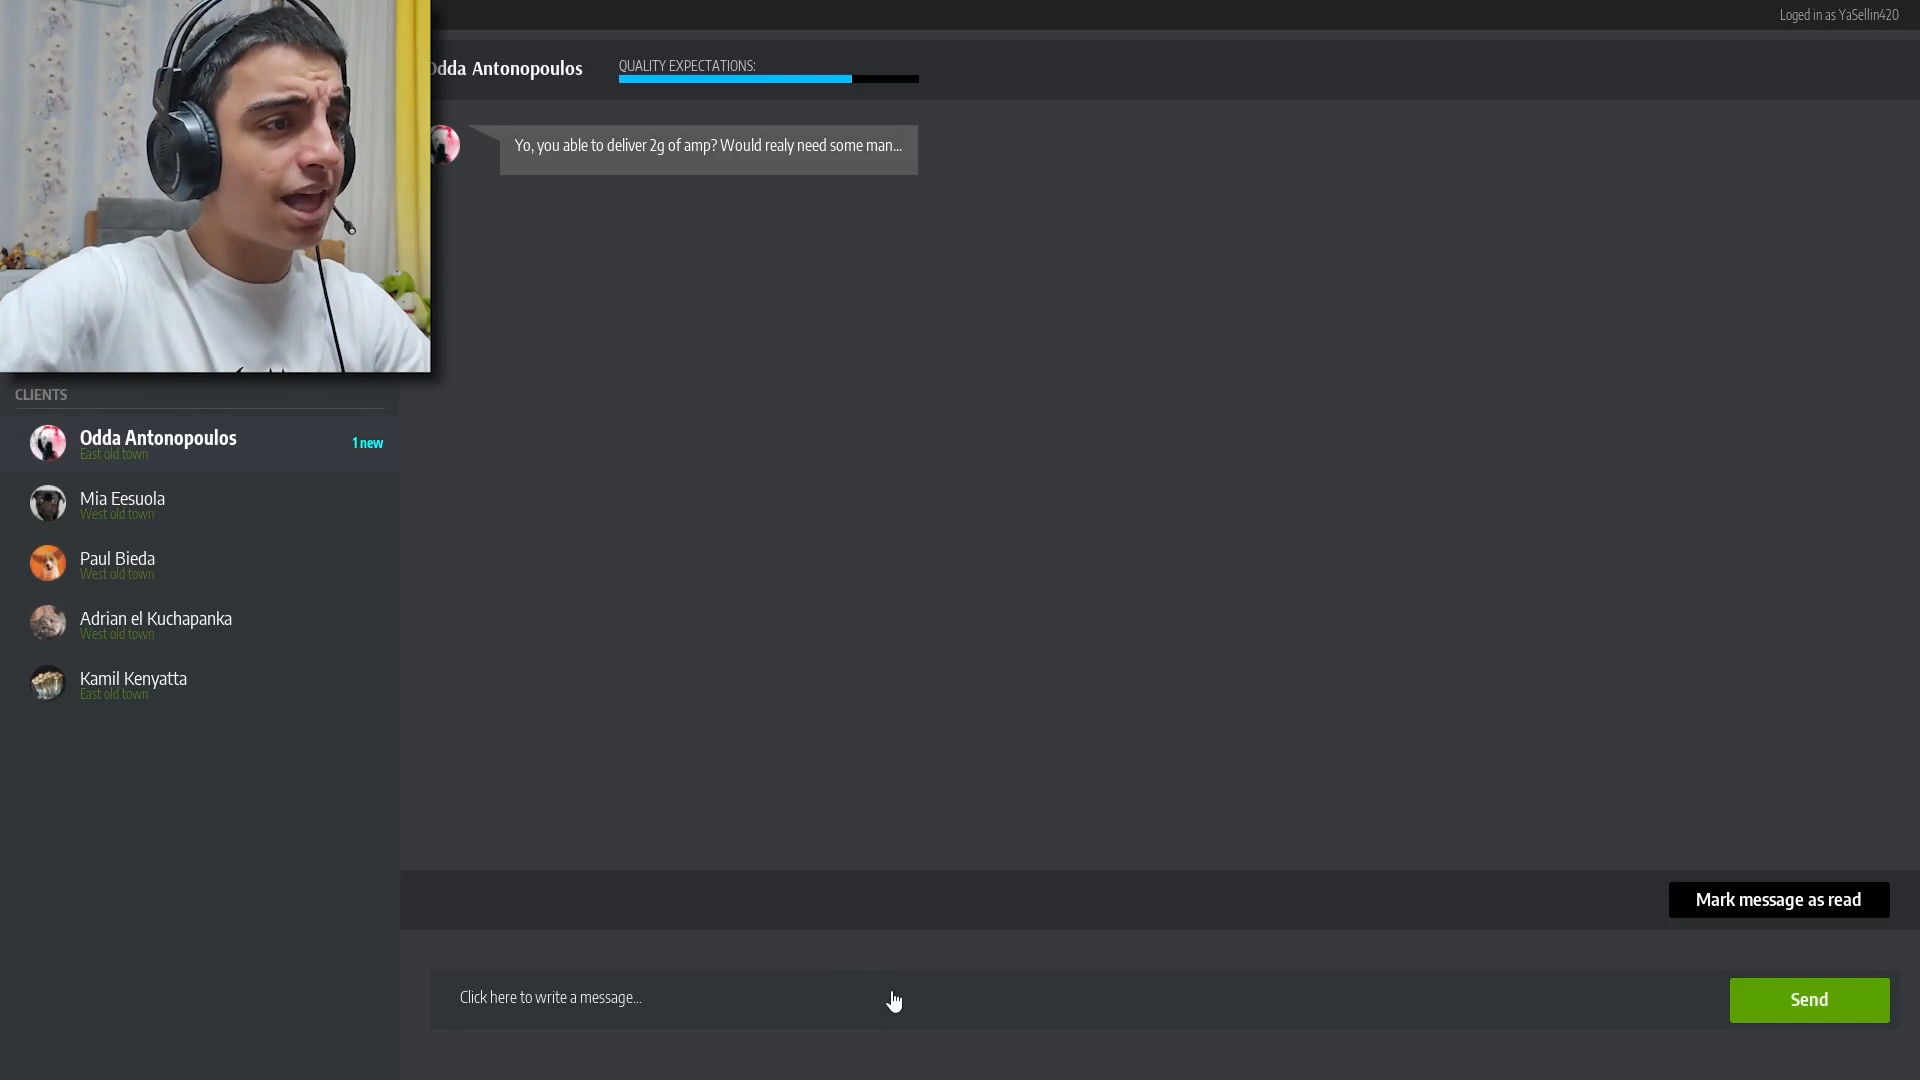 Loged in as YaSellin420
Odda Antonopoulos
QUALITY EXPECTATIONS:
Yo, you able to deliver 2g of amp? Would realy need some man...
CLIENTS
Odda Antonopoulos
1 new
East old town
Mia Eesuola
West old town
Paul Bieda
West old town
Adrian el Kuchapanka
West old town
Kamil Kenyatta
East old town
Mark message as read
Click here to write a message...
Send